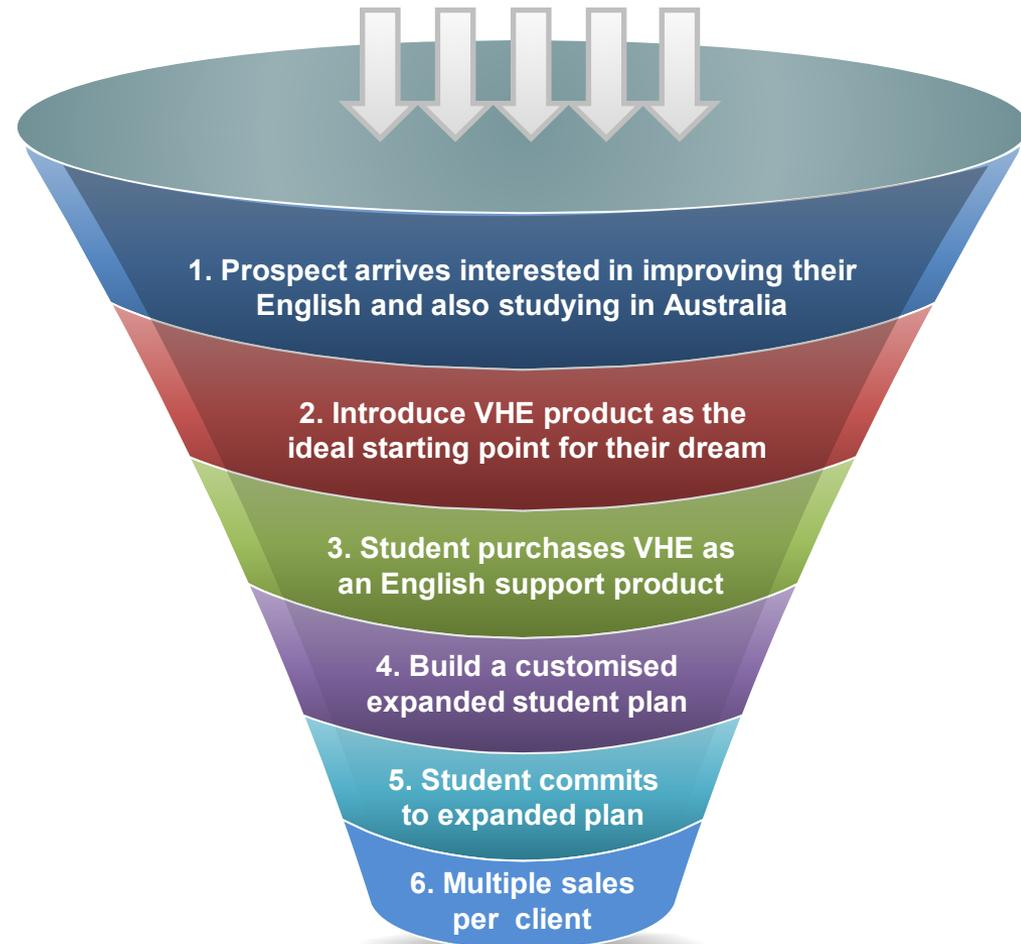 1. Prospect arrives interested in improving their
English and also studying in Australia
2. Introduce VHE product as the
ideal starting point for their dream
3. Student purchases VHE as
an English support product
4. Build a customised
expanded student plan
5. Student commits
to expanded plan
6. Multiple sales
per client